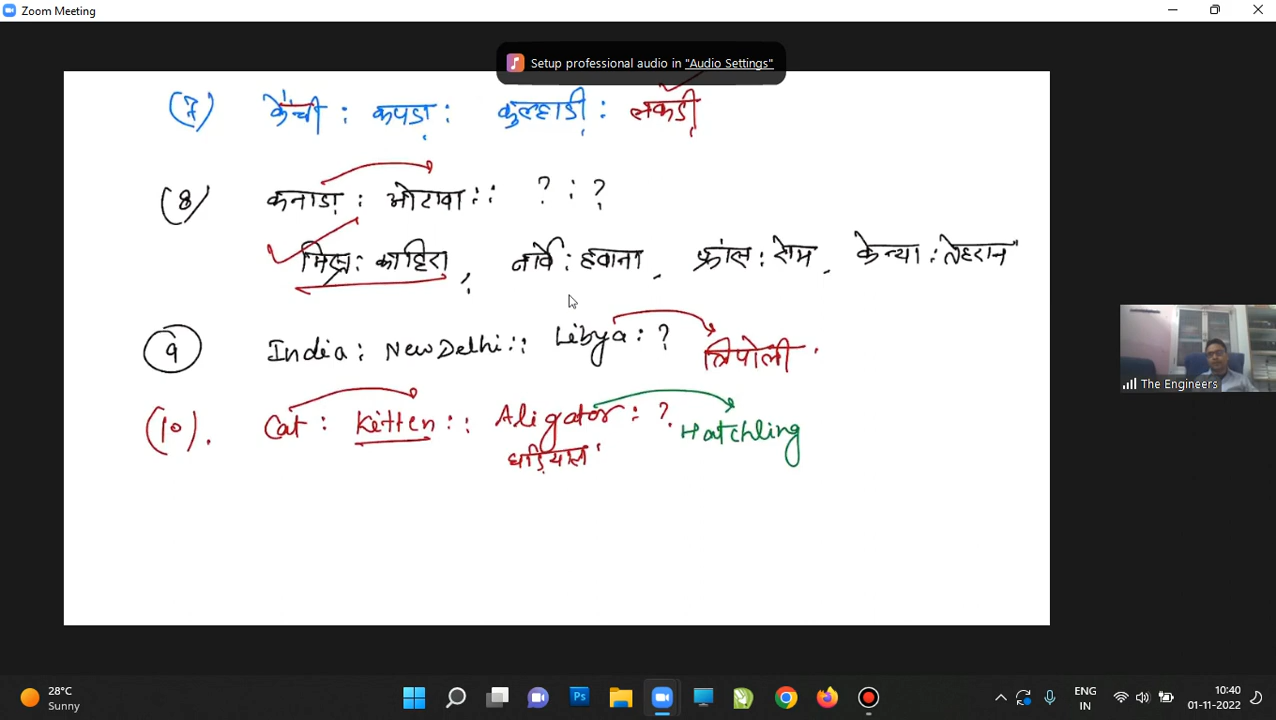 Zoom Meeting
Setup professional audio in "Audio Settings"
(7) कैंची : कपड़ा : कुल्हाड़ी : लकड़ी
(8) कनाडा : ओटावा :: ? : ?
मिस्र : काहिरा, नार्वे : हवाना, फ्रांस : रोम, केन्या : तेहरान
(9) India : New Delhi :: Libya : ? त्रिपोली
The Engineers
(10). Cat : Kitten :: Aligator : ? Hatchling
घड़ियाल
28°C
Sunny
ENG
IN
10:40
01-11-2022